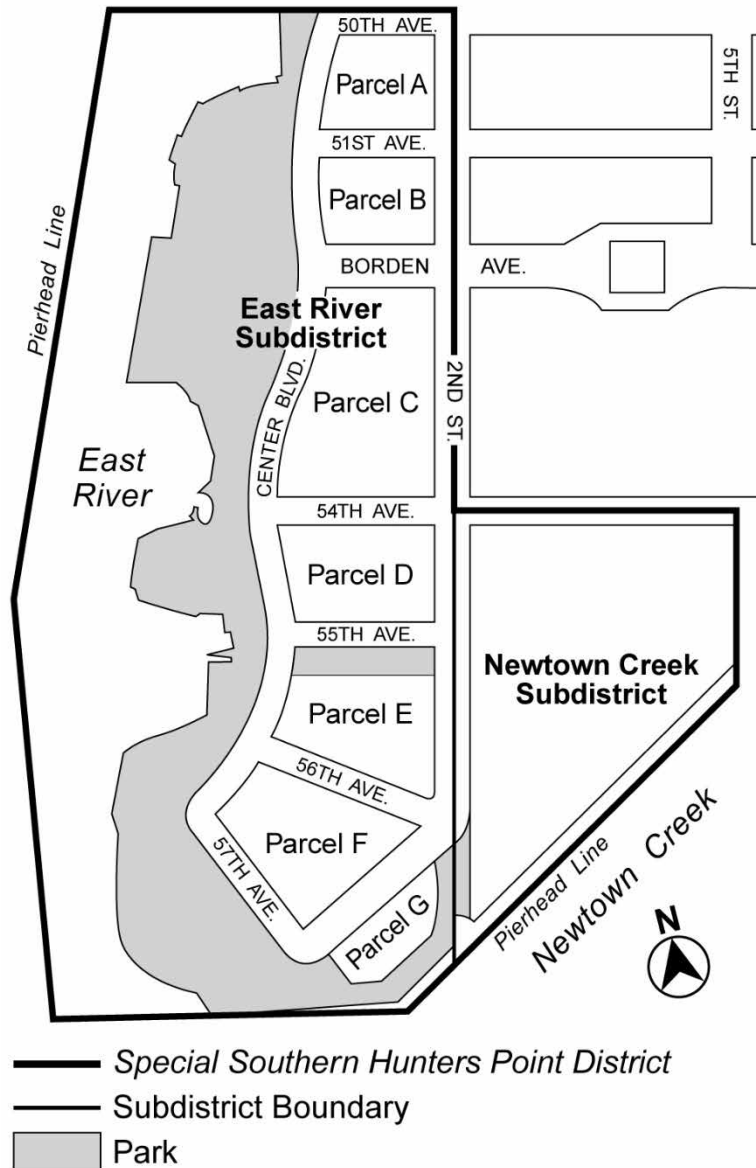 50TH AVE.
Parcel A
5TH ST.
51ST AVE.
Parcel B
Pierhead Line
BORDEN AVE.
East River
Subdistrict
2ND ST.
Parcel C
CENTER BLVD.
East
River
54TH AVE.
Parcel D
55TH AVE.
Newtown Creek
Subdistrict
Parcel E
56TH AVE.
Parcel F
57TH AVE.
Parcel G
Pierhead Line
Newtown Creek
N
Special Southern Hunters Point District
Subdistrict Boundary
Park